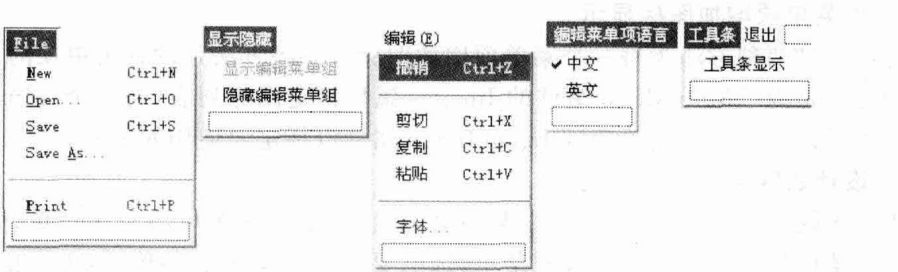 File
New Ctrl+N
Open... Ctrl+O
Save Ctrl+S
Save As...
Print Ctrl+P
显示隐藏
显示编辑菜单组
隐藏编辑菜单组
编辑(E)
撤销 Ctrl+Z
剪切 Ctrl+X
复制 Ctrl+C
粘贴 Ctrl+V
字体...
编辑菜单项语言
✔中文
英文
工具条 退出
工具条显示